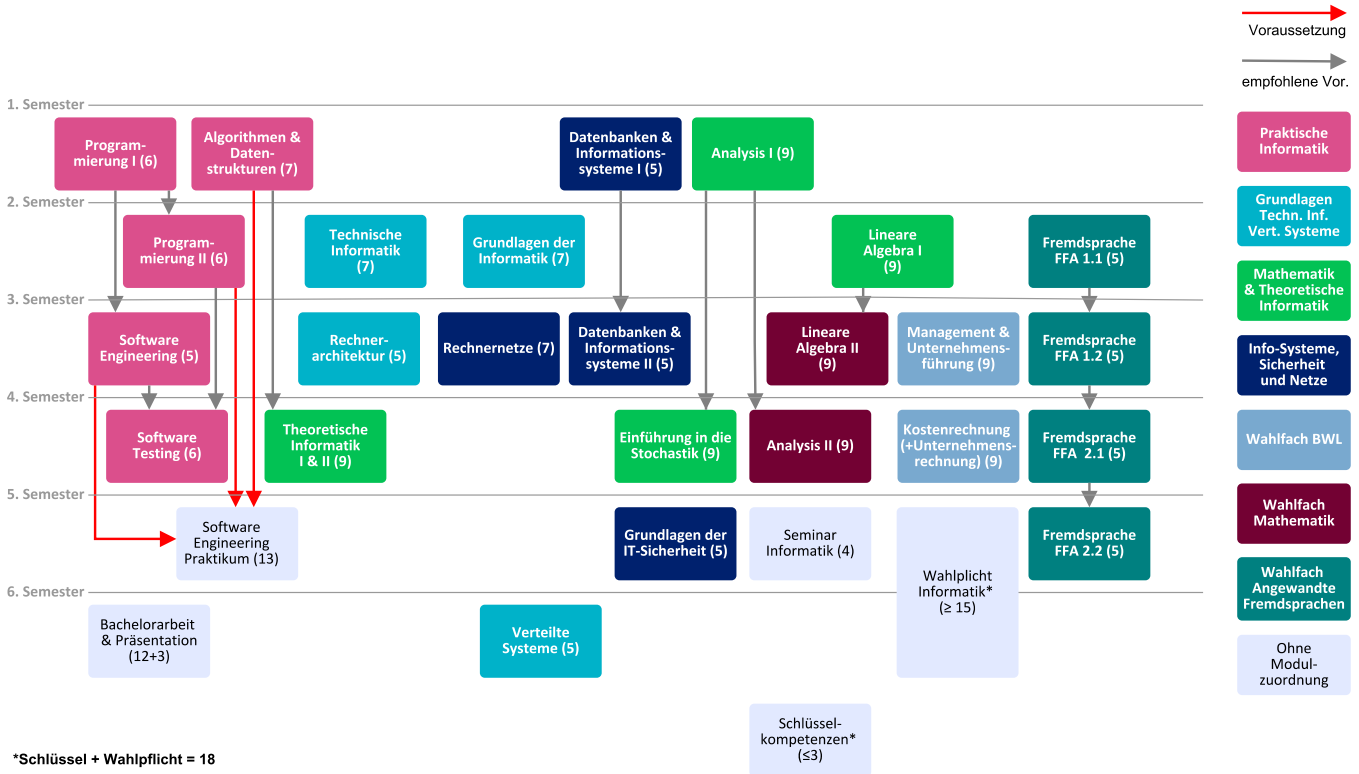 Voraussetzung
empfohlene Vor.
1. Semester
Program-
mierung I (6)
Algorithmen &
Daten-
strukturen (7)
Datenbanken &
Informations-
systeme I (5)
Analysis I (9)
2. Semester
Program-
mierung II (6)
Technische
Informatik
(7)
Grundlagen der
Informatik (7)
Lineare
Algebra I
(9)
Fremdsprache
FFA 1.1 (5)
3. Semester
Software
Engineering (5)
Rechner-
architektur (5)
Rechnernetze (7)
Datenbanken &
Informations-
systeme II (5)
Lineare
Algebra II
(9)
Management &
Unternehmens-
führung (9)
Fremdsprache
FFA 1.2 (5)
4. Semester
Software
Testing (6)
Theoretische
Informatik
I & II (9)
Einführung in die
Stochastik (9)
Analysis II (9)
Kostenrechnung
(+Unternehmens-
rechnung) (9)
Fremdsprache
FFA 2.1 (5)
5. Semester
Software
Engineering
Praktikum (13)
Grundlagen der
IT-Sicherheit (5)
Seminar
Informatik (4)
Wahlplicht
Informatik*
(≥ 15)
Fremdsprache
FFA 2.2 (5)
6. Semester
Bachelorarbeit
& Präsentation
(12+3)
Verteilte
Systeme (5)
Schlüssel-
kompetenzen*
(≤3)
*Schlüssel + Wahlpflicht = 18
Praktische
Informatik
Grundlagen
Techn. Inf.
Vert. Systeme
Mathematik
& Theoretische
Informatik
Info-Systeme,
Sicherheit
und Netze
Wahlfach BWL
Wahlfach
Mathematik
Wahlfach
Angewandte
Fremdsprachen
Ohne
Modul-
zuordnung